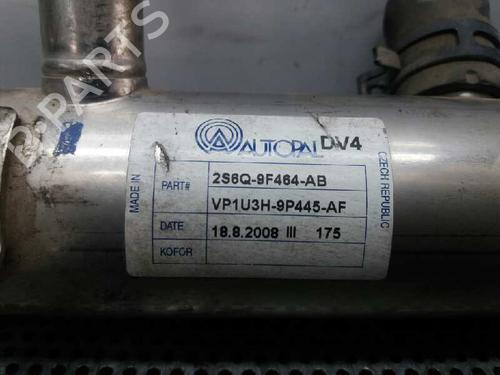 B-PARTS
AUTOPAL DV4
MADE IN
CZECH REPUBLIC
PART# 2S6Q-9F464-AB
VP1U3H-9P445-AF
DATE 18.8.2008 III 175
KOFOR